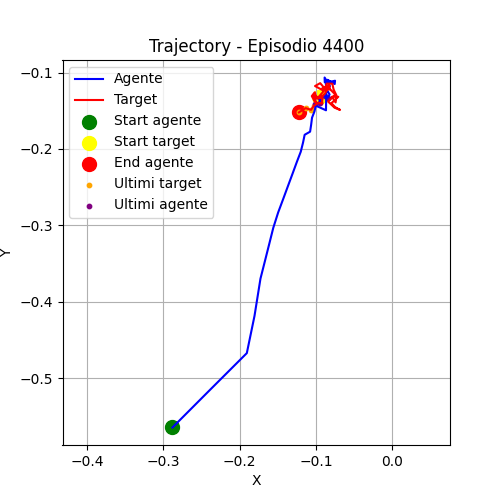 Trajectory - Episodio 4400
Agente
Target
Start agente
Start target
End agente
Ultimi target
Ultimi agente
−0.1
−0.2
−0.3
−0.4
−0.5
Y
−0.4
−0.3
−0.2
−0.1
0.0
X